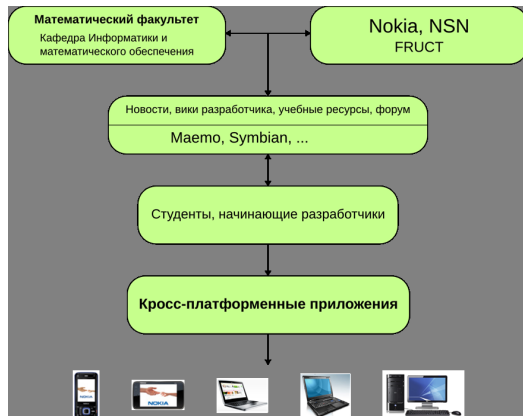 Математический факультет
Кафедра Информатики и
математического обеспечения
Nokia, NSN
FRUCT
Новости, вики разработчика, учебные ресурсы, форум
Maemo, Symbian, ...
Студенты, начинающие разработчики
Кросс-платформенные приложения
NOKIA
NOKIA